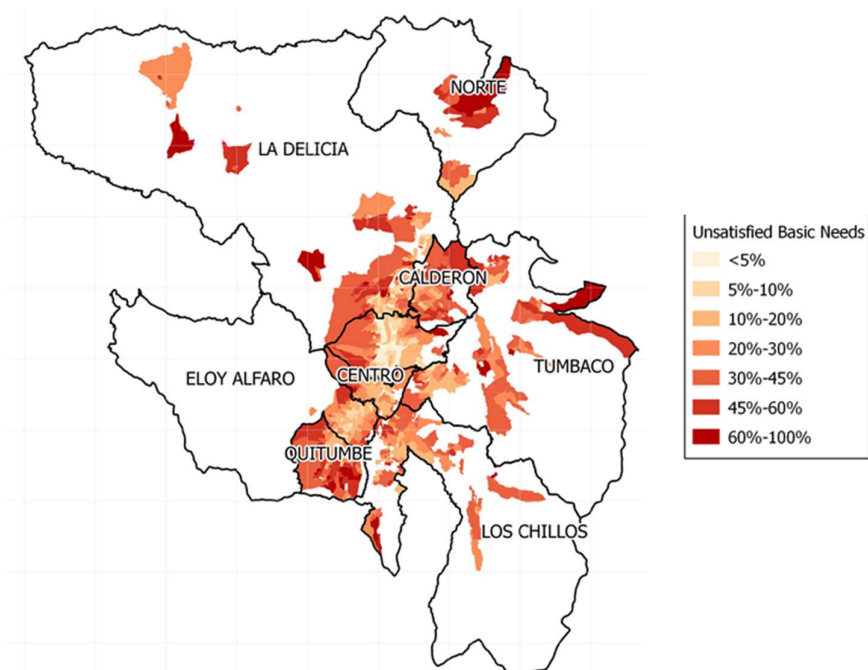 NORTE
LA DELICIA
CALDERON
ELOY ALFARO
CENTRO
TUMBACO
QUITUMBE
LOS CHILLOS
Unsatisfied Basic Needs
<5%
5%-10%
10%-20%
20%-30%
30%-45%
45%-60%
60%-100%